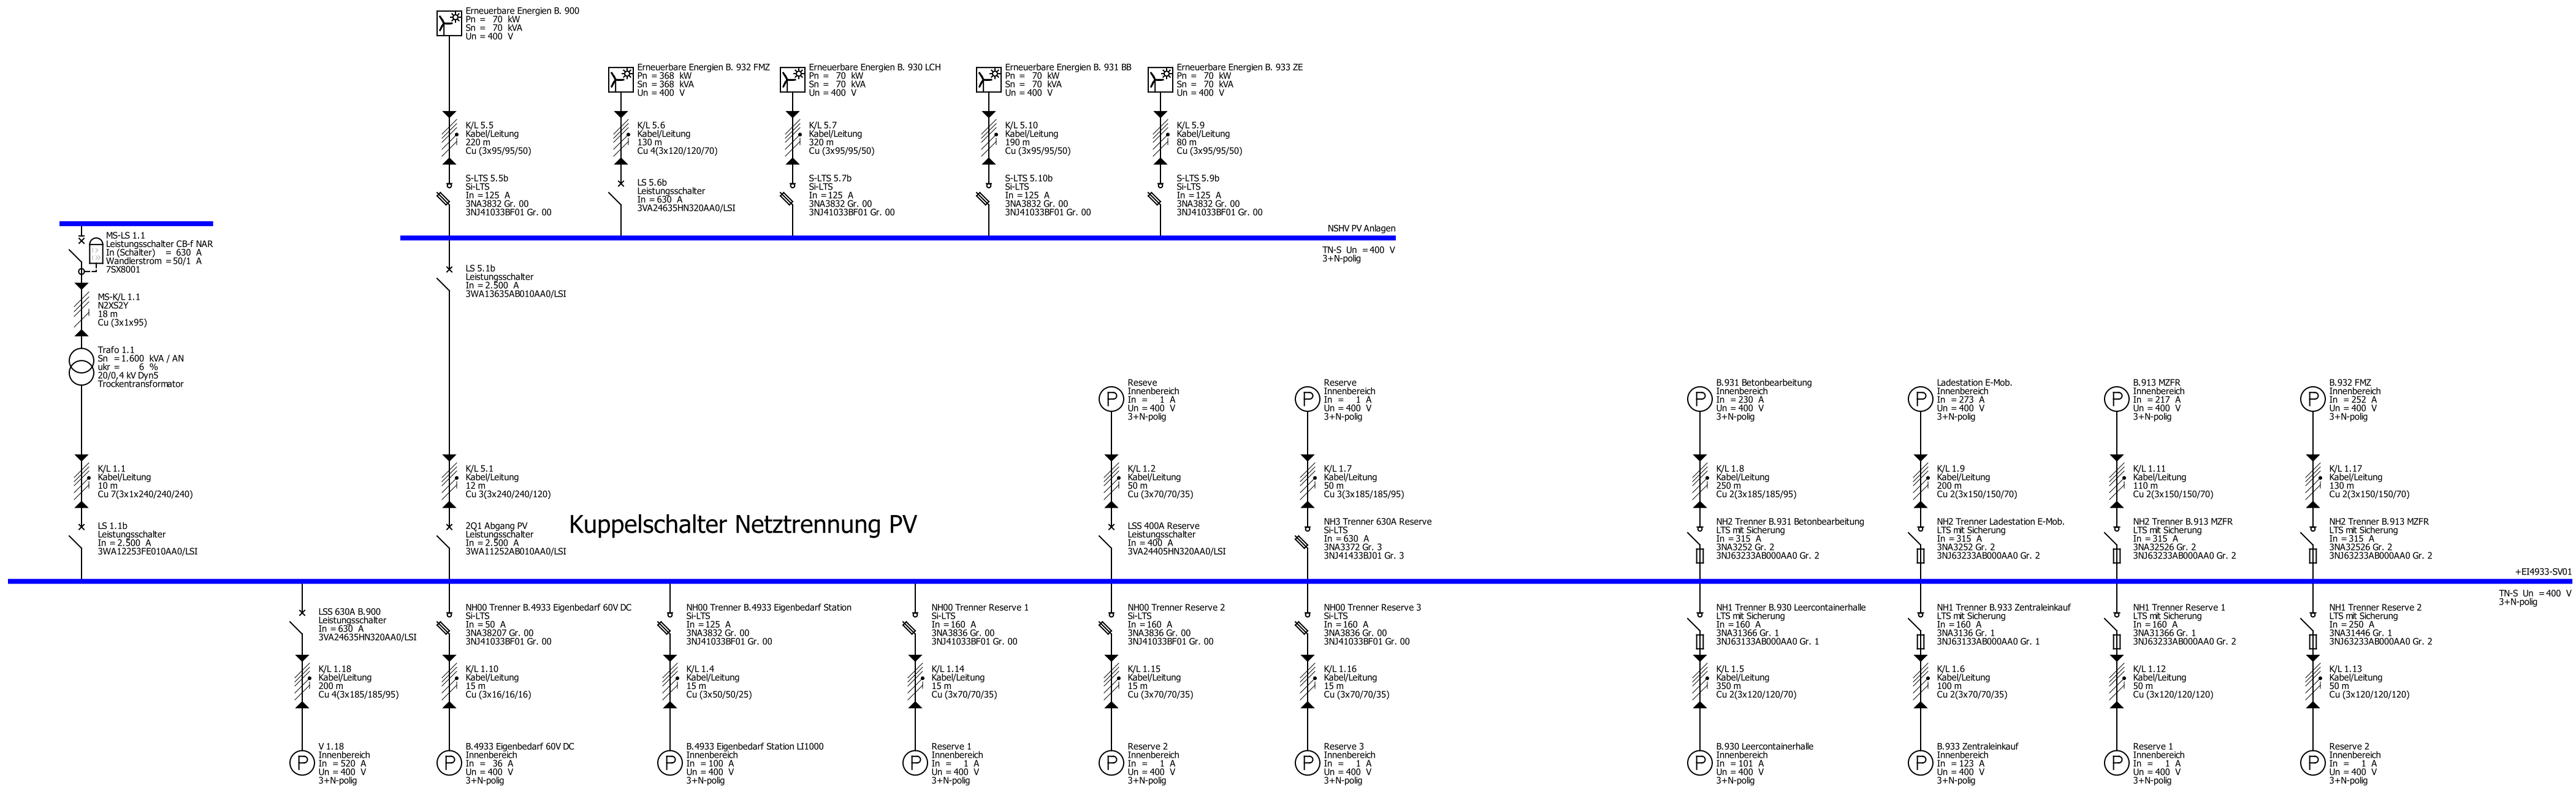 Erneuerbare Energien B. 900
Pn = 70 kW
Sn = 70 kVA
Un = 400 V
Erneuerbare Energien B. 932 FMZ
Pn = 368 kW
Sn = 368 kVA
Un = 400 V
Erneuerbare Energien B. 930 LCH
Pn = 70 kW
Sn = 70 kVA
Un = 400 V
Erneuerbare Energien B. 931 BB
Pn = 70 kW
Sn = 70 kVA
Un = 400 V
Erneuerbare Energien B. 933 ZE
Pn = 70 kW
Sn = 70 kVA
Un = 400 V
K/L 5.5
Kabel/Leitung
220 m
Cu (3x95/95/50)
K/L 5.6
Kabel/Leitung
130 m
Cu 4(3x120/120/70)
K/L 5.7
Kabel/Leitung
320 m
Cu (3x95/95/50)
K/L 5.10
Kabel/Leitung
190 m
Cu (3x95/95/50)
K/L 5.9
Kabel/Leitung
80 m
Cu (3x95/95/50)
S-LTS 5.5b
Si-LTS
In = 125 A
3NA3832 Gr. 00
3NJ41033BF01 Gr. 00
LS 5.6b
Leistungsschalter
In = 630 A
3VA24635HN320AA0/LSI
S-LTS 5.7b
Si-LTS
In = 125 A
3NA3832 Gr. 00
3NJ41033BF01 Gr. 00
S-LTS 5.10b
Si-LTS
In = 125 A
3NA3832 Gr. 00
3NJ41033BF01 Gr. 00
S-LTS 5.9b
Si-LTS
In = 125 A
3NA3832 Gr. 00
3NJ41033BF01 Gr. 00
NSHV PV Anlagen
TN-S Un = 400 V
3+N-polig
MS-LS 1.1
Leistungsschalter CB-f NAR
In (Schalter) = 630 A
Wandlerstrom = 50/1 A
7SX8001
MS-K/L 1.1
N2XS2Y
18 m
Cu (3x1x95)
Trafo 1.1
Sn = 1.600 kVA / AN
ukr = 6 %
20/0,4 kV Dyn5
Trockentransformator
K/L 1.1
Kabel/Leitung
10 m
Cu 7(3x1x240/240/240)
LS 1.1b
Leistungsschalter
In = 2.500 A
3WA12253FE010AA0/LSI
LS 5.1b
Leistungsschalter
In = 2.500 A
3WA13635AB010AA0/LSI
K/L 5.1
Kabel/Leitung
12 m
Cu 3(3x240/240/120)
2Q1 Abgang PV
Leistungsschalter
In = 2.500 A
3WA11252AB010AA0/LSI
Kuppelschalter Netztrennung PV
Reseve
Innenbereich
In = 1 A
Un = 400 V
3+N-polig
Reserve
Innenbereich
In = 1 A
Un = 400 V
3+N-polig
B.931 Betonbearbeitung
Innenbereich
In = 230 A
Un = 400 V
3+N-polig
Ladestation E-Mob.
Innenbereich
In = 273 A
Un = 400 V
3+N-polig
B.913 MZFR
Innenbereich
In = 217 A
Un = 400 V
3+N-polig
B.932 FMZ
Innenbereich
In = 252 A
Un = 400 V
3+N-polig
K/L 1.2
Kabel/Leitung
50 m
Cu (3x70/70/35)
K/L 1.7
Kabel/Leitung
50 m
Cu 3(3x185/185/95)
K/L 1.8
Kabel/Leitung
250 m
Cu 2(3x185/185/95)
K/L 1.9
Kabel/Leitung
200 m
Cu 2(3x150/150/70)
K/L 1.11
Kabel/Leitung
110 m
Cu 2(3x150/150/70)
K/L 1.17
Kabel/Leitung
130 m
Cu 2(3x150/150/70)
LSS 400A Reserve
Leistungsschalter
In = 400 A
3VA24405HN320AA0/LSI
NH3 Trenner 630A Reserve
Si-LTS
In = 630 A
3NA3372 Gr. 3
3NJ41433BJ01 Gr. 3
NH2 Trenner B.931 Betonbearbeitung
LTS mit Sicherung
In = 315 A
3NA3252 Gr. 2
3NJ63233AB000AA0 Gr. 2
NH2 Trenner Ladestation E-Mob.
LTS mit Sicherung
In = 315 A
3NA3252 Gr. 2
3NJ63233AB000AA0 Gr. 2
NH2 Trenner B.913 MZFR
LTS mit Sicherung
In = 315 A
3NA32526 Gr. 2
3NJ63233AB000AA0 Gr. 2
NH2 Trenner B.913 MZFR
LTS mit Sicherung
In = 315 A
3NA32526 Gr. 2
3NJ63233AB000AA0 Gr. 2
+EI4933-SV01
TN-S Un = 400 V
3+N-polig
LSS 630A B.900
Leistungsschalter
In = 630 A
3VA24635HN320AA0/LSI
NH00 Trenner B.4933 Eigenbedarf 60V DC
Si-LTS
In = 50 A
3NA38207 Gr. 00
3NJ41033BF01 Gr. 00
NH00 Trenner B.4933 Eigenbedarf Station
Si-LTS
In = 125 A
3NA3832 Gr. 00
3NJ41033BF01 Gr. 00
NH00 Trenner Reserve 1
Si-LTS
In = 160 A
3NA3836 Gr. 00
3NJ41033BF01 Gr. 00
NH00 Trenner Reserve 2
Si-LTS
In = 160 A
3NA3836 Gr. 00
3NJ41033BF01 Gr. 00
NH00 Trenner Reserve 3
Si-LTS
In = 160 A
3NA3836 Gr. 00
3NJ41033BF01 Gr. 00
NH1 Trenner B.930 Leercontainerhalle
LTS mit Sicherung
In = 160 A
3NA31366 Gr. 1
3NJ63133AB000AA0 Gr. 1
NH1 Trenner B.933 Zentraleinkauf
LTS mit Sicherung
In = 160 A
3NA3136 Gr. 1
3NJ63133AB000AA0 Gr. 1
NH1 Trenner Reserve 1
LTS mit Sicherung
In = 160 A
3NA31366 Gr. 1
3NJ63233AB000AA0 Gr. 2
NH1 Trenner Reserve 2
LTS mit Sicherung
In = 250 A
3NA31446 Gr. 1
3NJ63233AB000AA0 Gr. 2
K/L 1.18
Kabel/Leitung
200 m
Cu 4(3x185/185/95)
K/L 1.10
Kabel/Leitung
15 m
Cu (3x16/16/16)
K/L 1.4
Kabel/Leitung
15 m
Cu (3x50/50/25)
K/L 1.14
Kabel/Leitung
15 m
Cu (3x70/70/35)
K/L 1.15
Kabel/Leitung
15 m
Cu (3x70/70/35)
K/L 1.16
Kabel/Leitung
15 m
Cu (3x70/70/35)
K/L 1.5
Kabel/Leitung
350 m
Cu 2(3x120/120/70)
K/L 1.6
Kabel/Leitung
100 m
Cu 2(3x70/70/35)
K/L 1.12
Kabel/Leitung
50 m
Cu (3x120/120/120)
K/L 1.13
Kabel/Leitung
50 m
Cu (3x120/120/120)
V 1.18
Innenbereich
In = 520 A
Un = 400 V
3+N-polig
B.4933 Eigenbedarf 60V DC
Innenbereich
In = 36 A
Un = 400 V
3+N-polig
B.4933 Eigenbedarf Station LI1000
Innenbereich
In = 100 A
Un = 400 V
3+N-polig
Reserve 1
Innenbereich
In = 1 A
Un = 400 V
3+N-polig
Reserve 2
Innenbereich
In = 1 A
Un = 400 V
3+N-polig
Reserve 3
Innenbereich
In = 1 A
Un = 400 V
3+N-polig
B.930 Leercontainerhalle
Innenbereich
In = 101 A
Un = 400 V
3+N-polig
B.933 Zentraleinkauf
Innenbereich
In = 123 A
Un = 400 V
3+N-polig
Reserve 1
Innenbereich
In = 1 A
Un = 400 V
3+N-polig
Reserve 2
Innenbereich
In = 1 A
Un = 400 V
3+N-polig